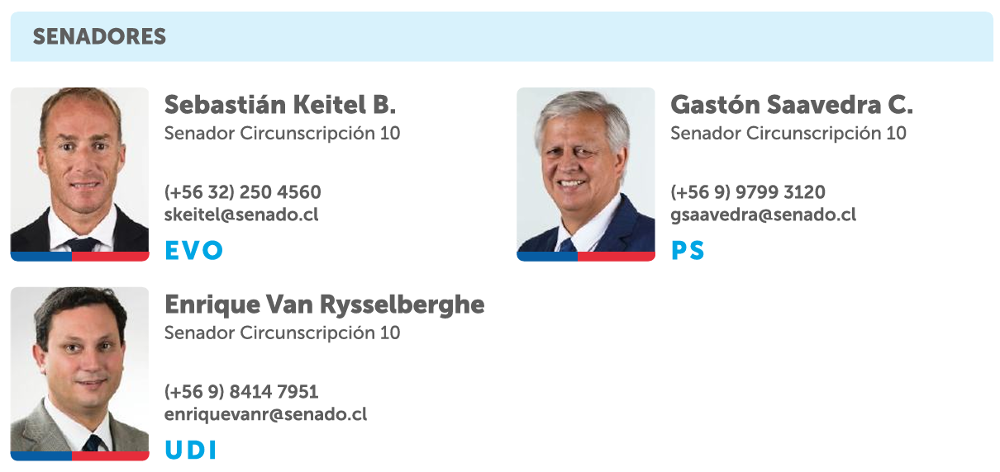 SENADORES
Sebastián Keitel B.
Senador Circunscripción 10
(+56 32) 250 4560
skeitel@senado.cl
EVO
Gastón Saavedra C.
Senador Circunscripción 10
(+56 9) 9799 3120
gsaavedra@senado.cl
PS
Enrique Van Rysselberghe
Senador Circunscripción 10
(+56 9) 8414 7951
enriquevanr@senado.cl
UDI